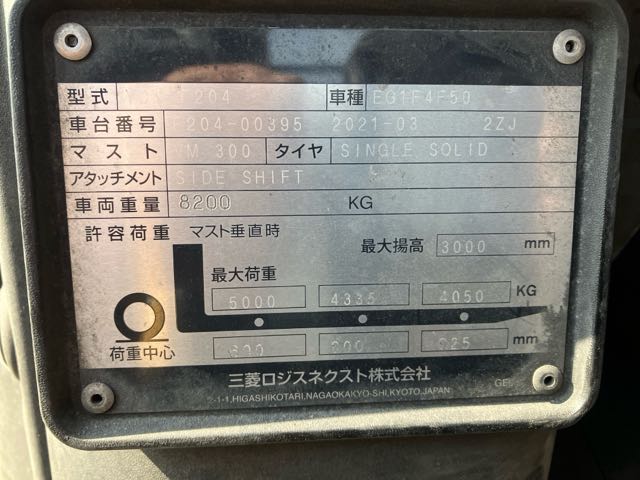 型式 204 車種 EG1F4F50
車台番号 F204-00395 2021-03 2ZJ
マスト VM 300 タイヤ SINGLE SOLID
アタッチメント SIDE SHIFT
車両重量 8200 KG
許容荷重 マスト垂直時 最大揚高 3000 mm
最大荷重
5000 4335 4050 KG
荷重中心 600 mm
三菱ロジスネクスト株式会社
2-1-1,HIGASHIKOTARI,NAGAOKAKYO-SHI,KYOTO,JAPAN